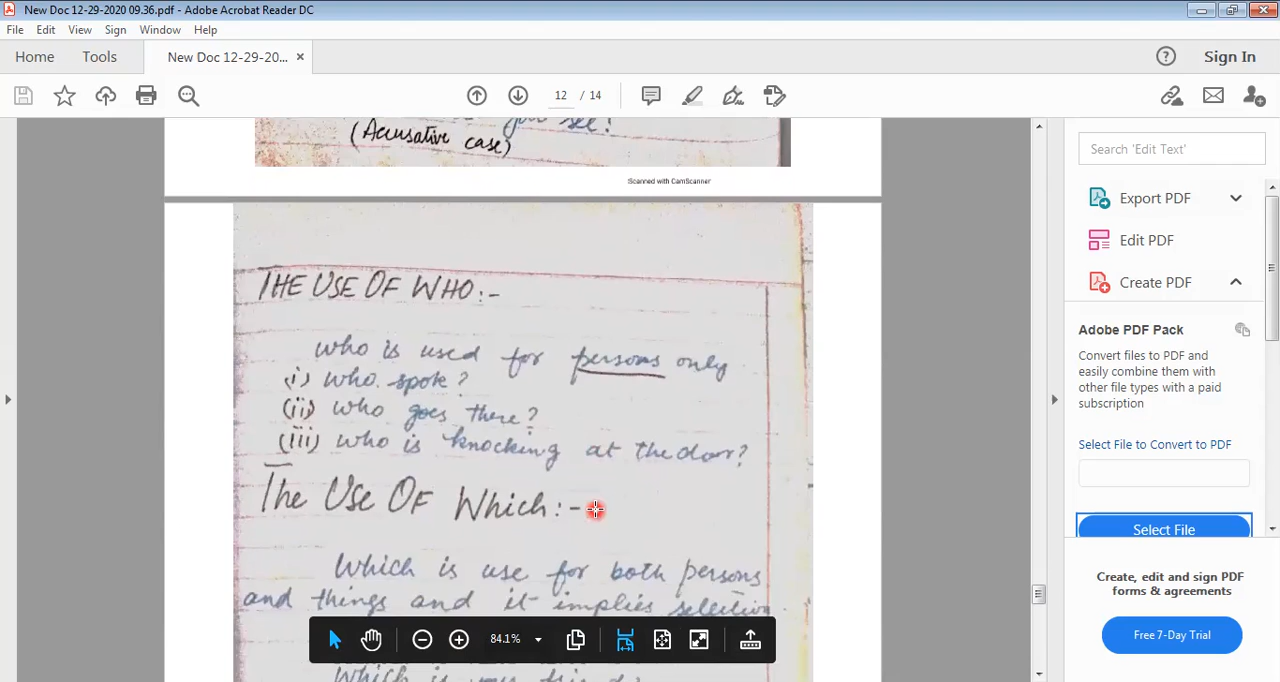 New Doc 12-29-2020 09.36.pdf - Adobe Acrobat Reader DC
File Edit View Sign Window Help
Home Tools New Doc 12-29-20... × Sign In
12 / 14
(Accusative case)
Scanned with CamScanner
THE USE OF WHO:-
Who is used for persons only
(i) Who spoke?
(ii) Who goes there?
(iii) Who is knocking at the door?
The Use Of Which:-
Which is use for both persons
and things and it implies selection
84.1%
Search 'Edit Text'
Export PDF
Edit PDF
Create PDF
Adobe PDF Pack
Convert files to PDF and
easily combine them with
other file types with a paid
subscription
Select File to Convert to PDF
Select File
Create, edit and sign PDF
forms & agreements
Free 7-Day Trial